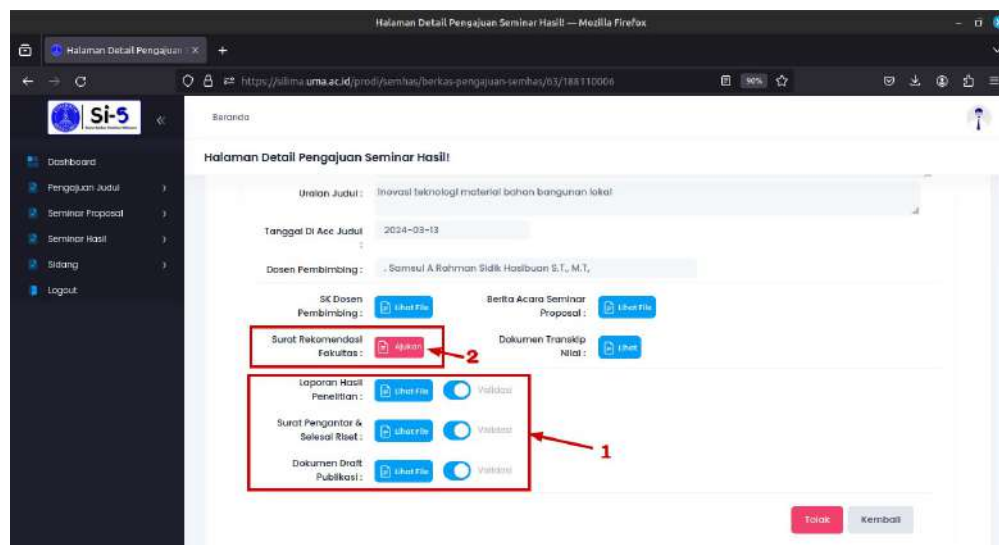 Halaman Detail Pengajuan Seminar Hasil! — Mozilla Firefox
Halaman Detail Pengajuan
https://silima.uma.ac.id/prodi/semhas/berkas-pengajuan-semhas/63/188110006
90%
Si-5
Beranda
Halaman Detail Pengajuan Seminar Hasil!
Dashboard
Pengajuan Judul
Seminar Proposal
Seminar Hasil
Sidang
Logout
Uraian Judul : Inovasi teknologi material bahan bangunan lokal
Tanggal Di Acc Judul : 2024-03-13
Dosen Pembimbing : . Samsul A Rahman Sidik Hasibuan S.T., M.T,
SK Dosen Pembimbing : Lihat File
Berita Acara Seminar Proposal : Lihat File
Surat Rekomendasi Fakultas : Ajukan
2
Dokumen Transkip Nilai : Lihat
Laporan Hasil Penelitian : Lihat File Validasi
Surat Pengantar & Selesai Riset : Lihat File Validasi
1
Dokumen Draft Publikasi : Lihat File Validasi
Tolak
Kembali